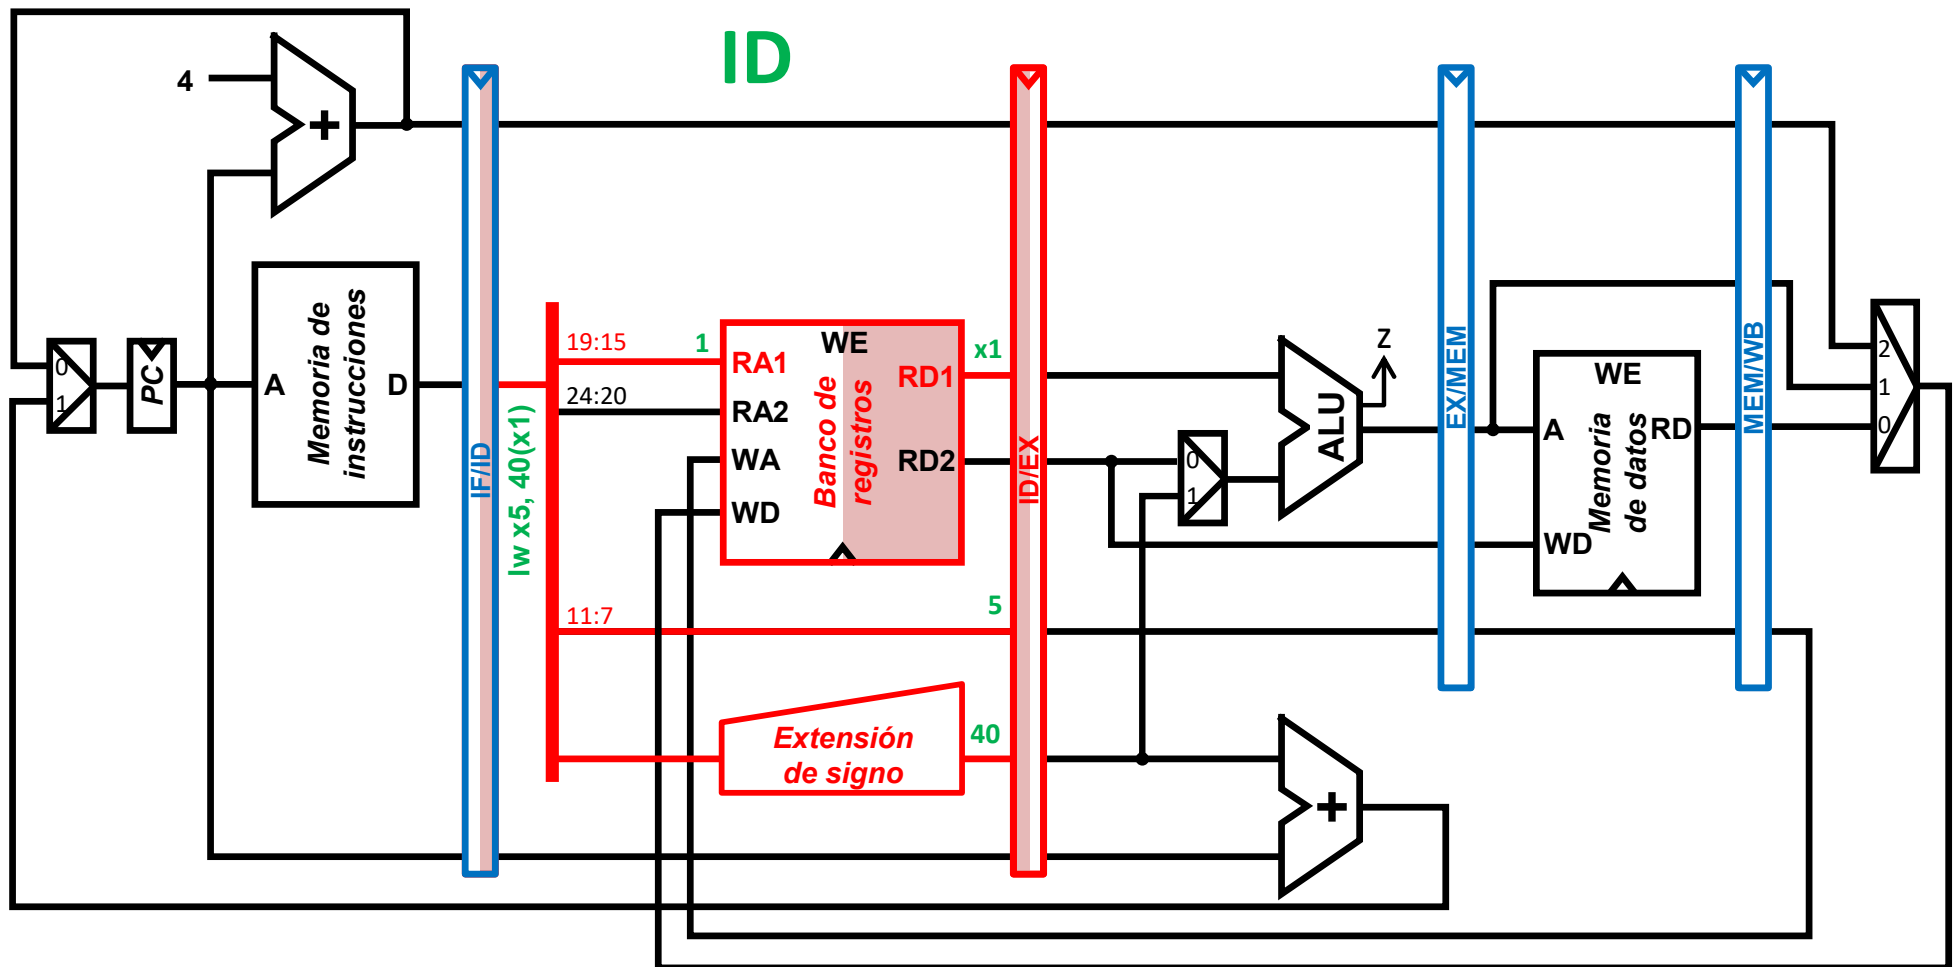 ID
4
+
Memoria de
instrucciones
A
D
0
1
PC
IF/ID
lw x5, 40(x1)
19:15
24:20
11:7
1
WE
RA1
RA2
WA
WD
Banco de
registros
RD1
RD2
x1
5
Extensión
de signo
40
ID/EX
0
1
ALU
Z
+
EX/MEM
WE
A
Memoria
de datos
RD
WD
MEM/WB
2
1
0